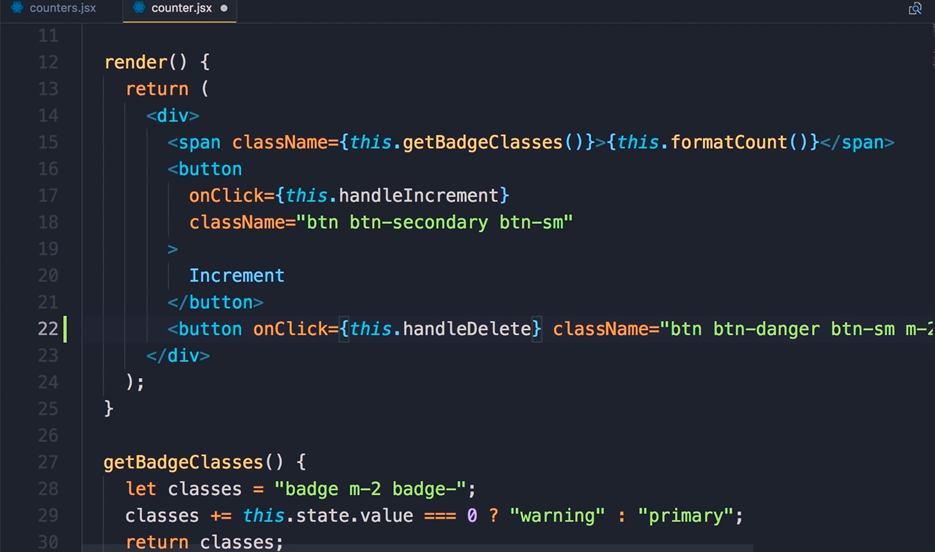 counters.jsx counter.jsx
11
12 render() {
13 return (
14 <div>
15 <span className={this.getBadgeClasses()}>{this.formatCount()}</span>
16 <button
17 onClick={this.handleIncrement}
18 className="btn btn-secondary btn-sm"
19 >
20 Increment
21 </button>
22 <button onClick={this.handleDelete} className="btn btn-danger btn-sm m-2
23 </div>
24 );
25 }
26
27 getBadgeClasses() {
28 let classes = "badge m-2 badge-";
29 classes += this.state.value === 0 ? "warning" : "primary";
30 return classes;